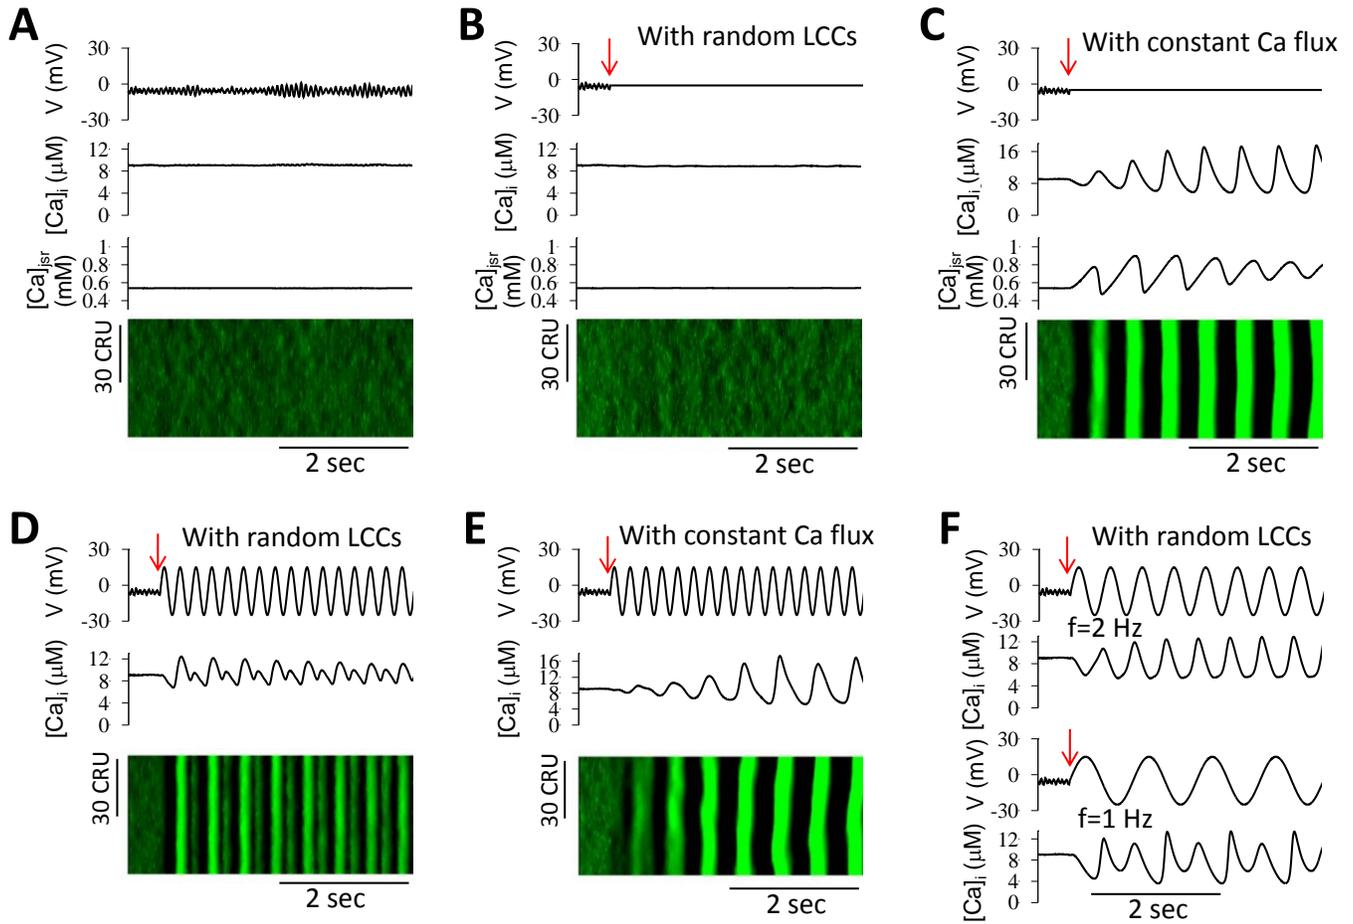 A
V (mV)
30
0
-30
[Ca]i (μM)
12
8
4
0
[Ca]jsr
(mM)
1
0.8
0.6
0.4
30 CRU
2 sec
B
With random LCCs
V (mV)
30
0
-30
[Ca]i (μM)
12
8
4
0
[Ca]jsr
(mM)
1
0.8
0.6
0.4
30 CRU
2 sec
C
With constant Ca flux
V (mV)
30
0
-30
[Ca]i (μM)
16
8
0
[Ca]jsr
(mM)
1
0.8
0.6
0.4
30 CRU
2 sec
D
With random LCCs
V (mV)
30
0
-30
[Ca]i (μM)
12
8
4
0
30 CRU
2 sec
E
With constant Ca flux
V (mV)
30
0
-30
[Ca]i (μM)
16
12
8
4
0
30 CRU
2 sec
F
With random LCCs
V (mV)
30
0
-30
f=2 Hz
[Ca]i (μM)
12
8
4
0
V (mV)
30
0
-30
f=1 Hz
[Ca]i (μM)
12
8
4
0
2 sec